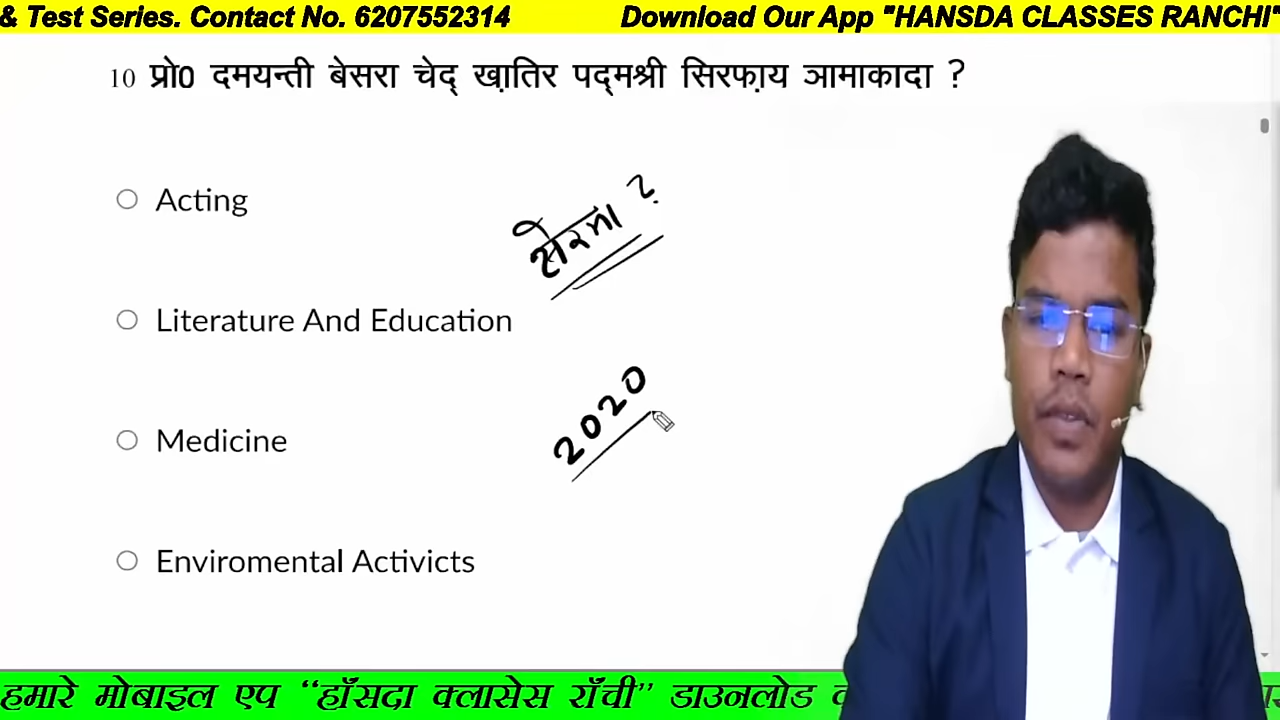 & Test Series. Contact No. 6207552314 Download Our App "HANSDA CLASSES RANCHI"
10 प्रो0 दमयन्ती बेसरा चेद् ख़ातिर पद्मश्री सिरफ़ाय ञामाकादा ?
Acting
सेरमा ?
Literature And Education
2020
Medicine
Enviromental Activicts
हमारे मोबाइल एप “हाँसदा क्लासेस राँची” डाउनलोड